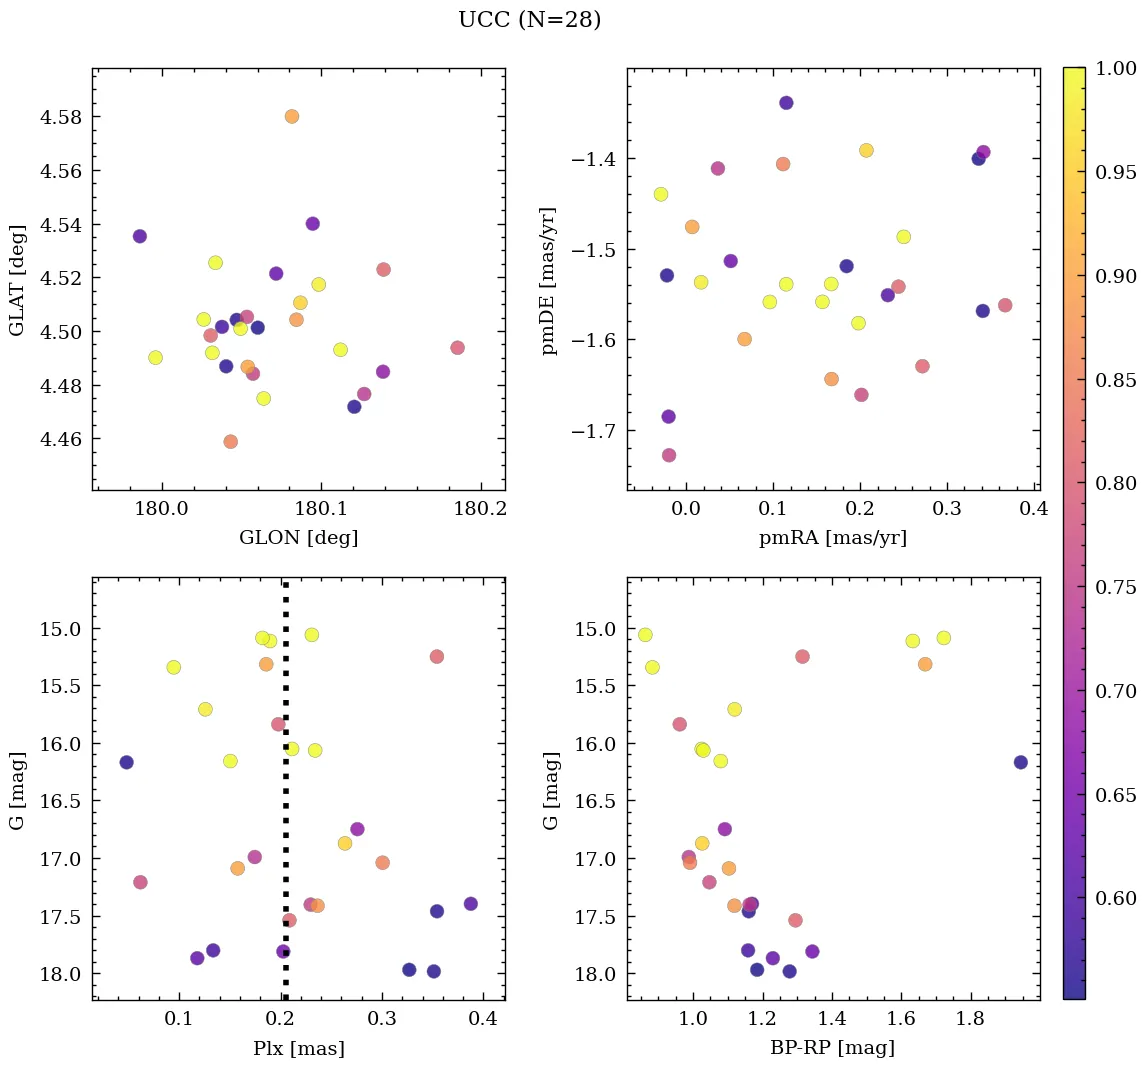 UCC (N=28)
4.58
4.56
4.54
4.52
4.50
4.48
4.46
GLAT [deg]
180.0 180.1 180.2
GLON [deg]
−1.4
−1.5
−1.6
−1.7
pmDE [mas/yr]
0.0 0.1 0.2 0.3 0.4
pmRA [mas/yr]
15.0
15.5
16.0
16.5
17.0
17.5
18.0
G [mag]
0.1 0.2 0.3 0.4
Plx [mas]
15.0
15.5
16.0
16.5
17.0
17.5
18.0
G [mag]
1.0 1.2 1.4 1.6 1.8
BP-RP [mag]
1.00
0.95
0.90
0.85
0.80
0.75
0.70
0.65
0.60